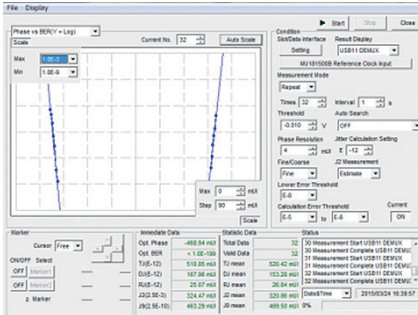 File Display
Start Stop Close
Phase vs BER(Y + Log)
Scale
Current No. 32
Auto Scale
Max 1.0E-3
Min 1.0E-9
Max 0 mUI
Step 90 mUI
Scale
Condition
Slot/Data Interface Result Display
Setting USB11 DEMUX
MU181500B Reference Clock Input
Measurement Mode
Repeat
Times 32 Interval 1 s
Threshold Auto Search
-0.010 V OFF
Phase Resolution Jitter Calculation Setting
4 mUI E -12
Fine/Coarse J2 Measurement
Fine Estimate
Lower Error Threshold
E-8
Calculation Error Threshold Current
E-5 to E-8 ON
Marker
Cursor Free
ON/OFF Select
OFF Marker1
OFF Marker2
Marker
Immediate Data
Opt. Phase -468.94 mUI
Opt. BER < 1.0E-199
TJ(E-12)
DJ(E-12) 187.96 mUI
RJ(E-12) 25.07 mUI
J2(2.5E-3) 324.47 mUI
J9(2.5E-10) 483.29 mUI
Statistic Data
Total Data 32
Valid Data 32
TJ mean 520.42 mUI
DJ mean 153.28 mUI
RJ mean 26.04 mUI
J2 mean 320.86 mUI
J9 mean 489.50 mUI
Status
30 Measurement Start USB11 DEMUX
30 Measurement Complete USB11 DEMUX
31 Measurement Start USB11 DEMUX
31 Measurement Complete USB11 DEMUX
32 Measurement Start USB11 DEMUX
32 Measurement Complete USB11 DEMUX
Date&Time 2015/03/24 16:39:57
0%